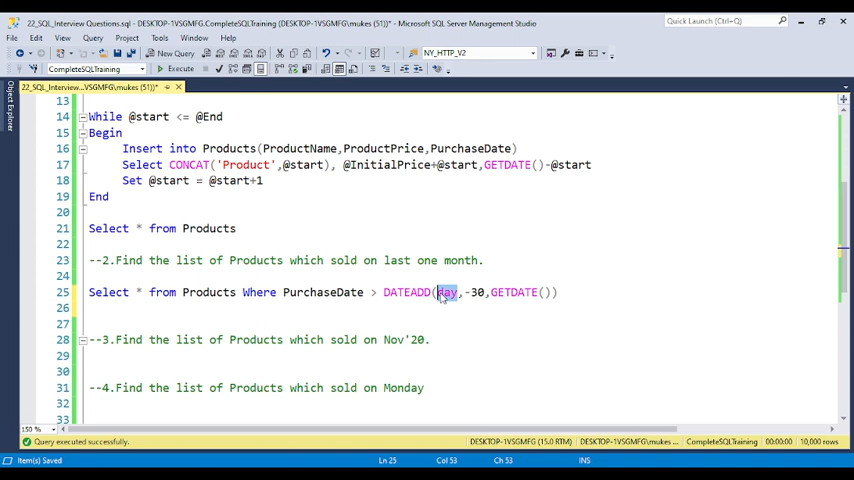 22_SQL_Interview Questions.sql - DESKTOP-1VSGMFG.CompleteSQLTraining (DESKTOP-1VSGMFG\mukes (51))* - Microsoft SQL Server Management Studio
Quick Launch (Ctrl+Q)
File Edit View Query Project Tools Window Help
New Query NY_HTTP_V2
CompleteSQLTraining Execute
Object Explorer
22_SQL_Interview...VSGMFG\mukes (51))*
13
14 While @start <= @End
15 Begin
16 Insert into Products(ProductName,ProductPrice,PurchaseDate)
17 Select CONCAT('Product',@start), @InitialPrice+@start,GETDATE()-@start
18 Set @start = @start+1
19 End
20
21 Select * from Products
22
23 --2.Find the list of Products which sold on last one month.
24
25 Select * from Products Where PurchaseDate > DATEADD(day,-30,GETDATE())
26
27
28 --3.Find the list of Products which sold on Nov'20.
29
30
31 --4.Find the list of Products which sold on Monday
32
33
150 %
Query executed successfully. DESKTOP-1VSGMFG (15.0 RTM) DESKTOP-1VSGMFG\mukes ... CompleteSQLTraining 00:00:00 10,000 rows
Item(s) Saved Ln 25 Col 53 Ch 53 INS